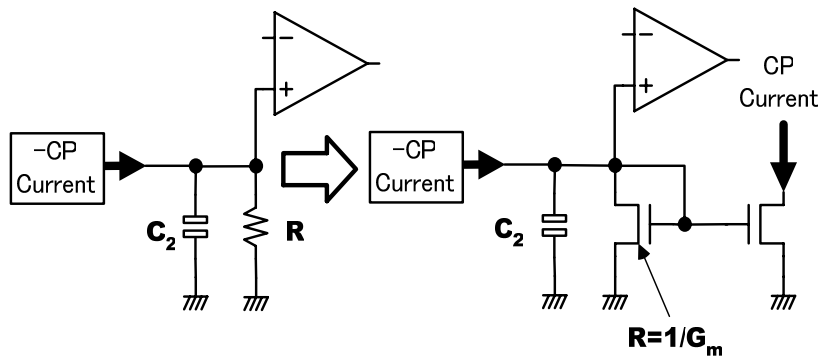 −
+
-CP
Current
C₂
R
−
+
-CP
Current
C₂
CP
Current
R=1/Gₘ